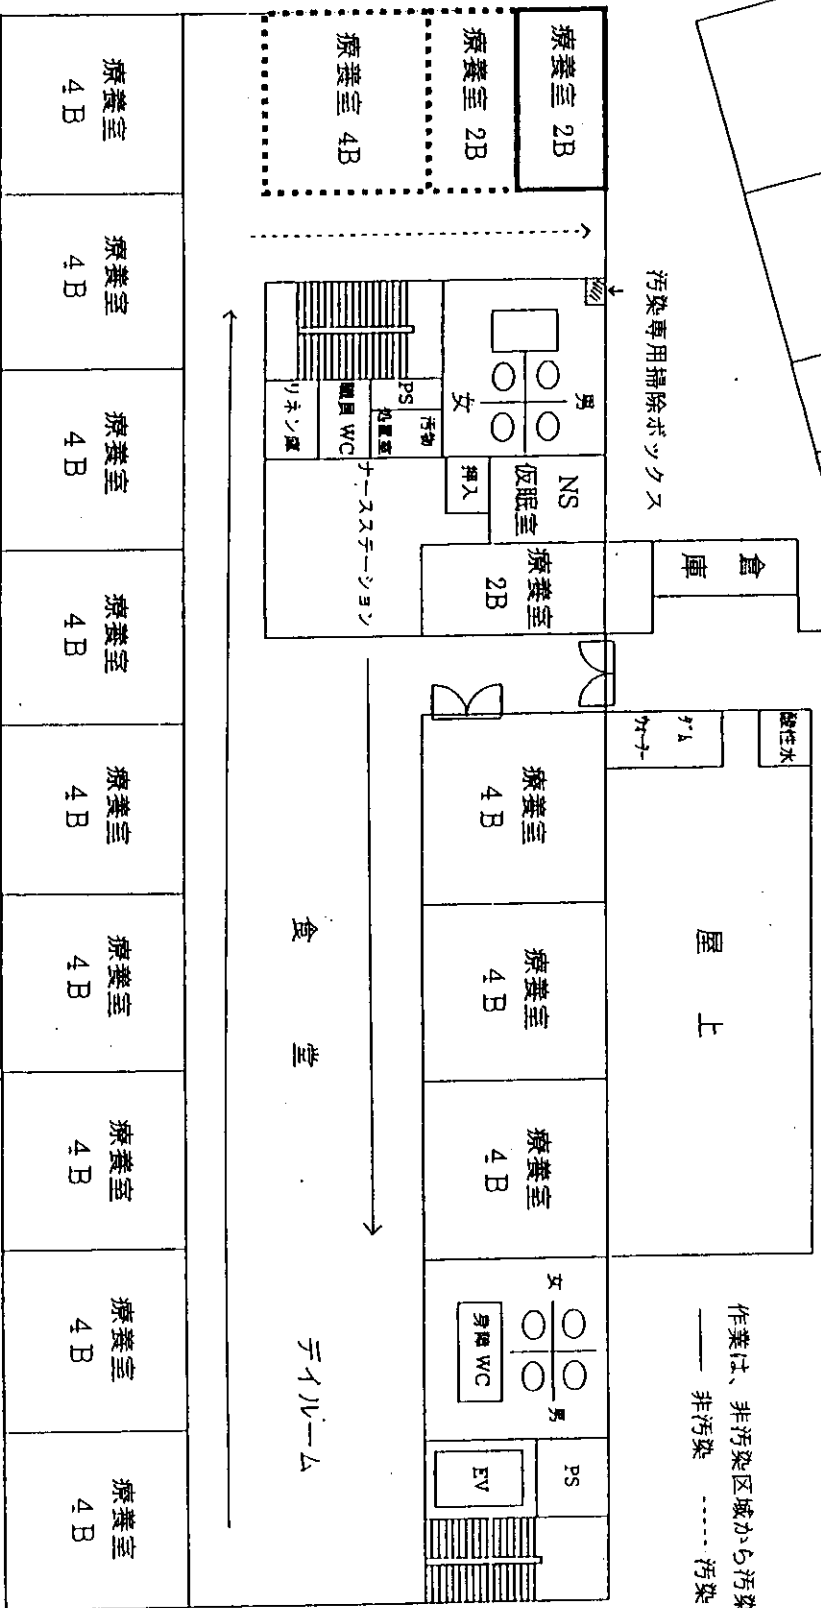 作業は、非汚染区域から汚染
―― 非汚染 ------ 汚染
汚染専用掃除ボックス
療養室 2B
療養室 2B
療養室 4B
男
女
PS
汚物
処置室
職員 WC
リネン庫
NS
仮眠室
押入
ナースステーション
療養室
2B
倉
庫
酸性水
屋 上
療養室
4B
療養室
4B
療養室
4B
女
男
身障 WC
PS
EV
食 堂
デイルーム
療養室
4B
療養室
4B
療養室
4B
療養室
4B
療養室
4B
療養室
4B
療養室
4B
療養室
4B
療養室
4B